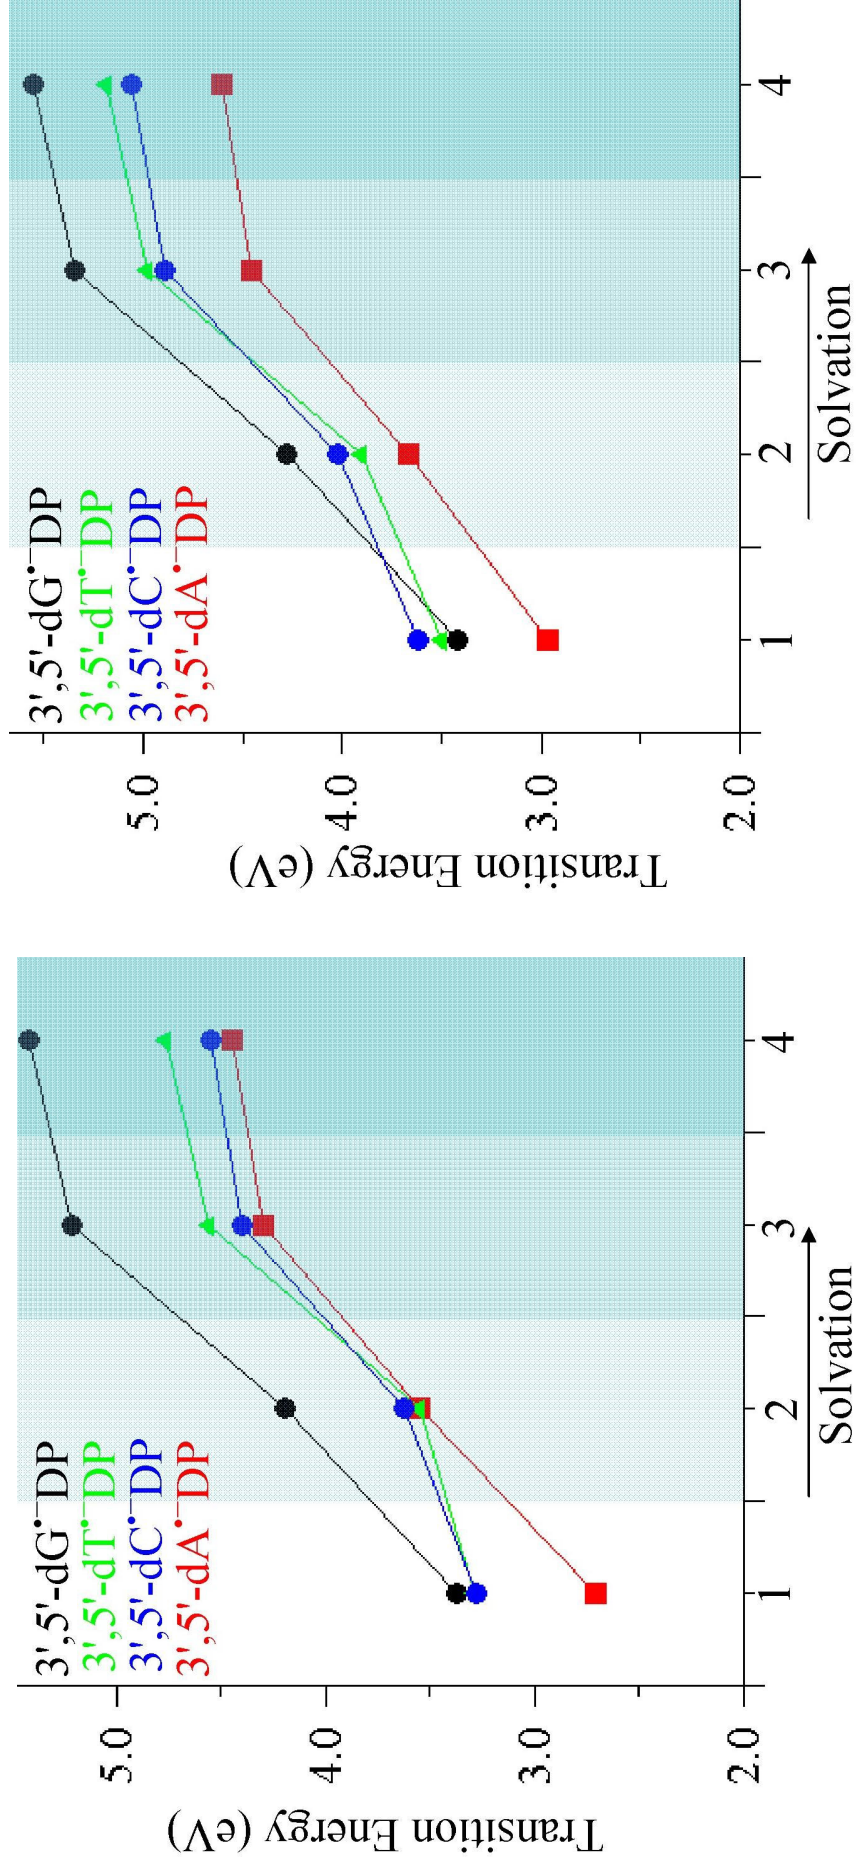 Transition Energy (eV)
5.0
4.0
3.0
2.0
3',5'-dG•−DP
3',5'-dT•−DP
3',5'-dC•−DP
3',5'-dA•−DP
1 2 3 4
Solvation
Transition Energy (eV)
5.0
4.0
3.0
2.0
3',5'-dG•−DP
3',5'-dT•−DP
3',5'-dC•−DP
3',5'-dA•−DP
1 2 3 4
Solvation